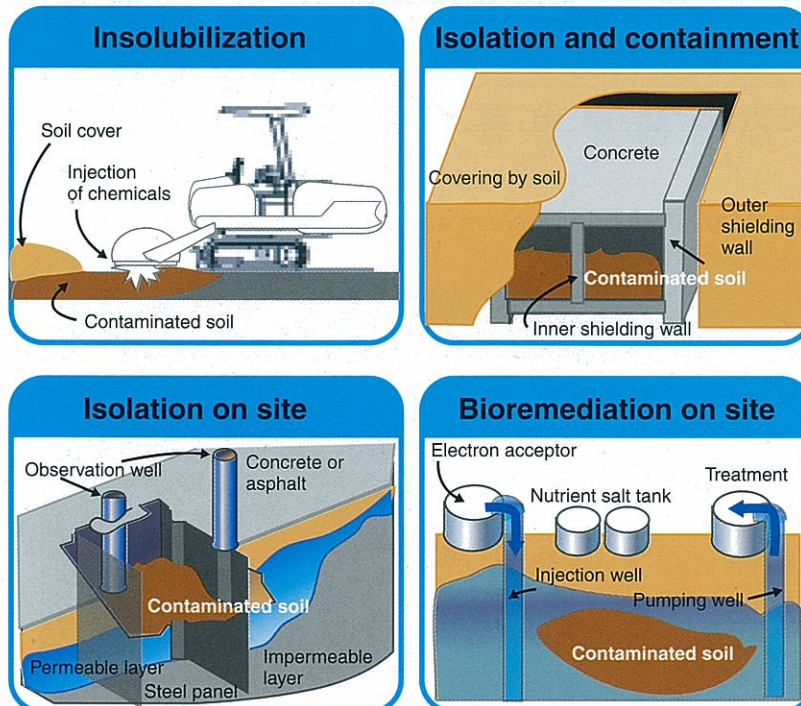 Insolubilization
Soil cover
Injection
of chemicals
Contaminated soil
Isolation and containment
Concrete
Covering by soil
Outer
shielding
wall
Contaminated soil
Inner shielding wall
Isolation on site
Observation well
Concrete or
asphalt
Contaminated soil
Permeable layer
Impermeable
layer
Steel panel
Bioremediation on site
Electron acceptor
Treatment
Nutrient salt tank
Injection well
Pumping well
Contaminated soil